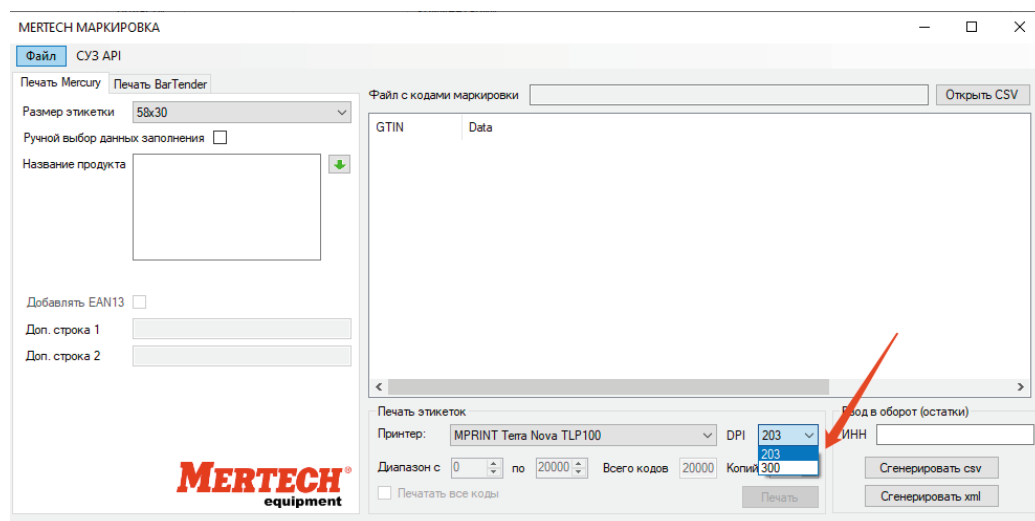 MERTECH МАРКИРОВКА
Файл СУЗ API
Печать Mercury Печать BarTender
Размер этикетки 58x30
Ручной выбор данных заполнения
Название продукта
Добавлять EAN13
Доп. строка 1
Доп. строка 2
MERTECH®
equipment
Файл с кодами маркировки Открыть CSV
GTIN Data
Печать этикеток
Принтер: MPRINT Terra Nova TLP100 DPI 203
203
300
Диапазон с 0 по 20000 Всего кодов 20000 Копий
Печатать все коды Печать
Ввод в оборот (остатки)
ИНН
Сгенерировать csv
Сгенерировать xml